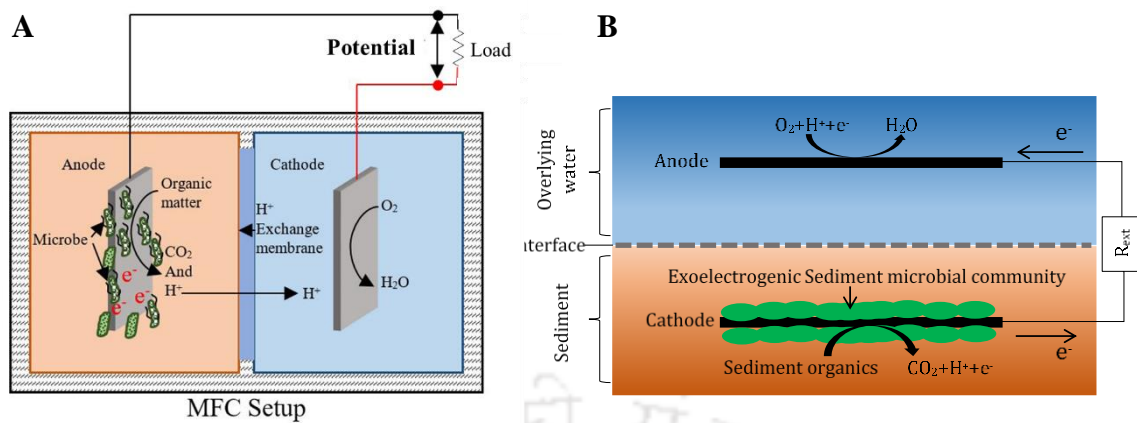 A
Potential
Load
Anode
Cathode
Organic
matter
Microbe
CO₂
And
H⁺
e⁻
e⁻
e⁻
H⁺
Exchange
membrane
H⁺
O₂
H₂O
MFC Setup
B
Overlying
water
O₂+H⁺+e⁻
H₂O
Anode
e⁻
Rₑₓₜ
nterface
Sediment
Exoelectrogenic Sediment microbial community
Cathode
e⁻
Sediment organics
CO₂+H⁺+e⁻